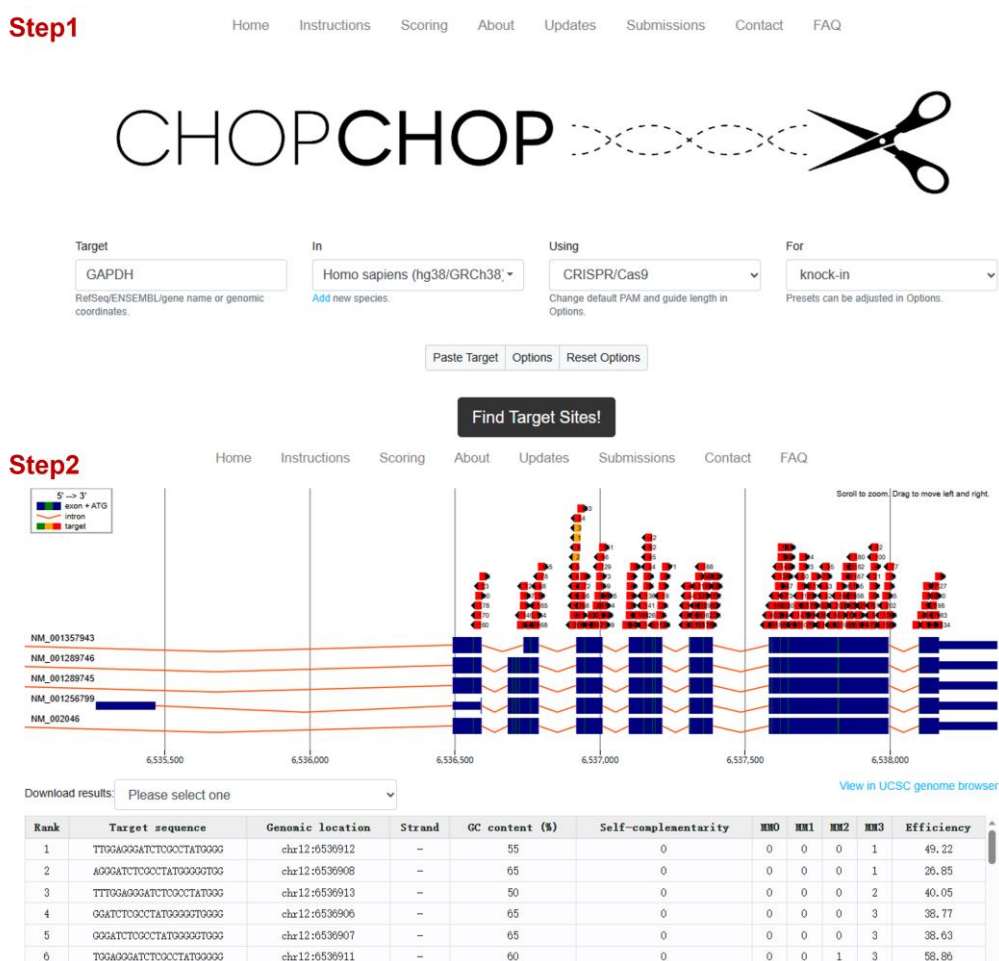 Step1
Home Instructions Scoring About Updates Submissions Contact FAQ
CHOPCHOP
Target In Using For
GAPDH Homo sapiens (hg38/GRCh38) CRISPR/Cas9 knock-in
RefSeq/ENSEMBL/gene name or genomic coordinates. Add new species. Change default PAM and guide length in Options. Presets can be adjusted in Options.
Paste Target Options Reset Options
Find Target Sites!
Step2
Home Instructions Scoring About Updates Submissions Contact FAQ
5' --> 3'
exon + ATG
intron
target
Scroll to zoom. Drag to move left and right.
NM_001357943
NM_001289746
NM_001289745
NM_001256799
NM_002046
6,535,500 6,536,000 6,536,500 6,537,000 6,537,500 6,538,000
View in UCSC genome browser
Download results: Please select one
Rank Target sequence Genomic location Strand GC content (%) Self-complementarity MM0 MM1 MM2 MM3 Efficiency
1 TTGGAGGGATCTCGCCTATGGGG chr12:6536912 – 55 0 0 0 0 1 49.22
2 AGGGATCTCGCCTATGGGGGTGG chr12:6536908 – 65 0 0 0 0 1 26.85
3 TTTGGAGGGATCTCGCCTATGGG chr12:6536913 – 50 0 0 0 0 2 40.05
4 GGATCTCGCCTATGGGGGTGGGG chr12:6536906 – 65 0 0 0 0 3 38.77
5 GGGATCTCGCCTATGGGGGTGGG chr12:6536907 – 65 0 0 0 0 3 38.63
6 TGGAGGGATCTCGCCTATGGGGG chr12:6536911 – 60 0 0 0 1 3 58.86